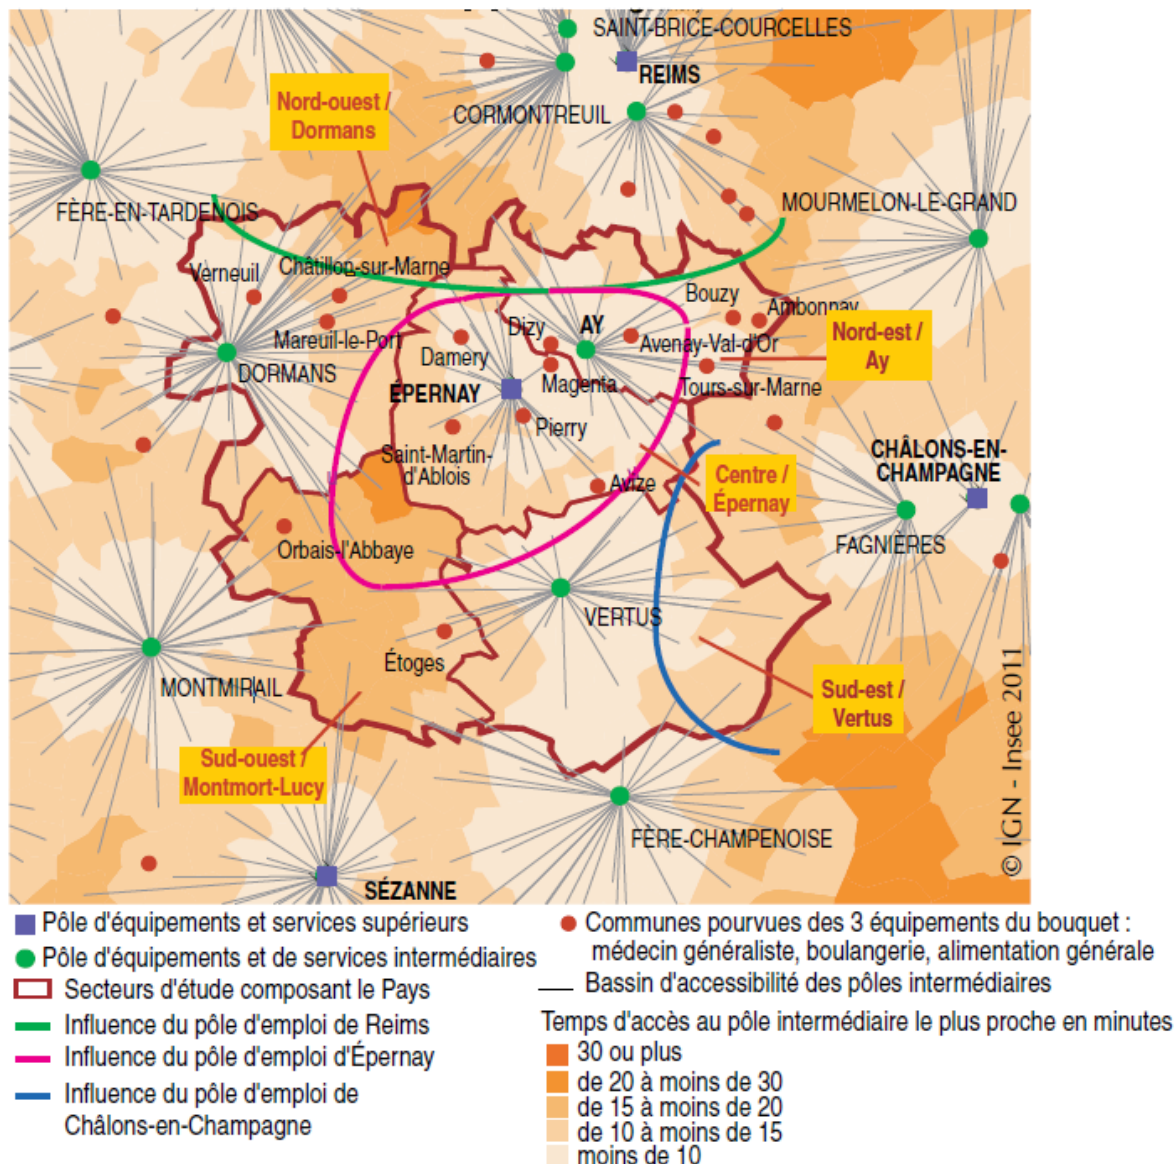 SAINT-BRICE-COURCELLES
REIMS
Nord-ouest /
Dormans
CORMONTREUIL
FÈRE-EN-TARDENOIS
MOURMELON-LE-GRAND
Verneuil
Châtillon-sur-Marne
Bouzy
Ambonnay
Mareuil-le-Port
Dizy
AY
Avenay-Val-d'Or
Nord-est /
Ay
Damery
DORMANS
Magenta
Tours-sur-Marne
ÉPERNAY
Pierry
Saint-Martin-
d'Ablois
Avize
Centre /
Épernay
CHÂLONS-EN-
CHAMPAGNE
FAGNIÈRES
Orbais-l'Abbaye
VERTUS
Étoges
MONTMIRAIL
Sud-est /
Vertus
Sud-ouest /
Montmort-Lucy
FÈRE-CHAMPENOISE
SÉZANNE
© IGN - Insee 2011
Pôle d'équipements et services supérieurs
Pôle d'équipements et de services intermédiaires
Secteurs d'étude composant le Pays
Influence du pôle d'emploi de Reims
Influence du pôle d'emploi d'Épernay
Influence du pôle d'emploi de
Châlons-en-Champagne
Communes pourvues des 3 équipements du bouquet :
médecin généraliste, boulangerie, alimentation générale
Bassin d'accessibilité des pôles intermédiaires
Temps d'accès au pôle intermédiaire le plus proche en minutes
30 ou plus
de 20 à moins de 30
de 15 à moins de 20
de 10 à moins de 15
moins de 10